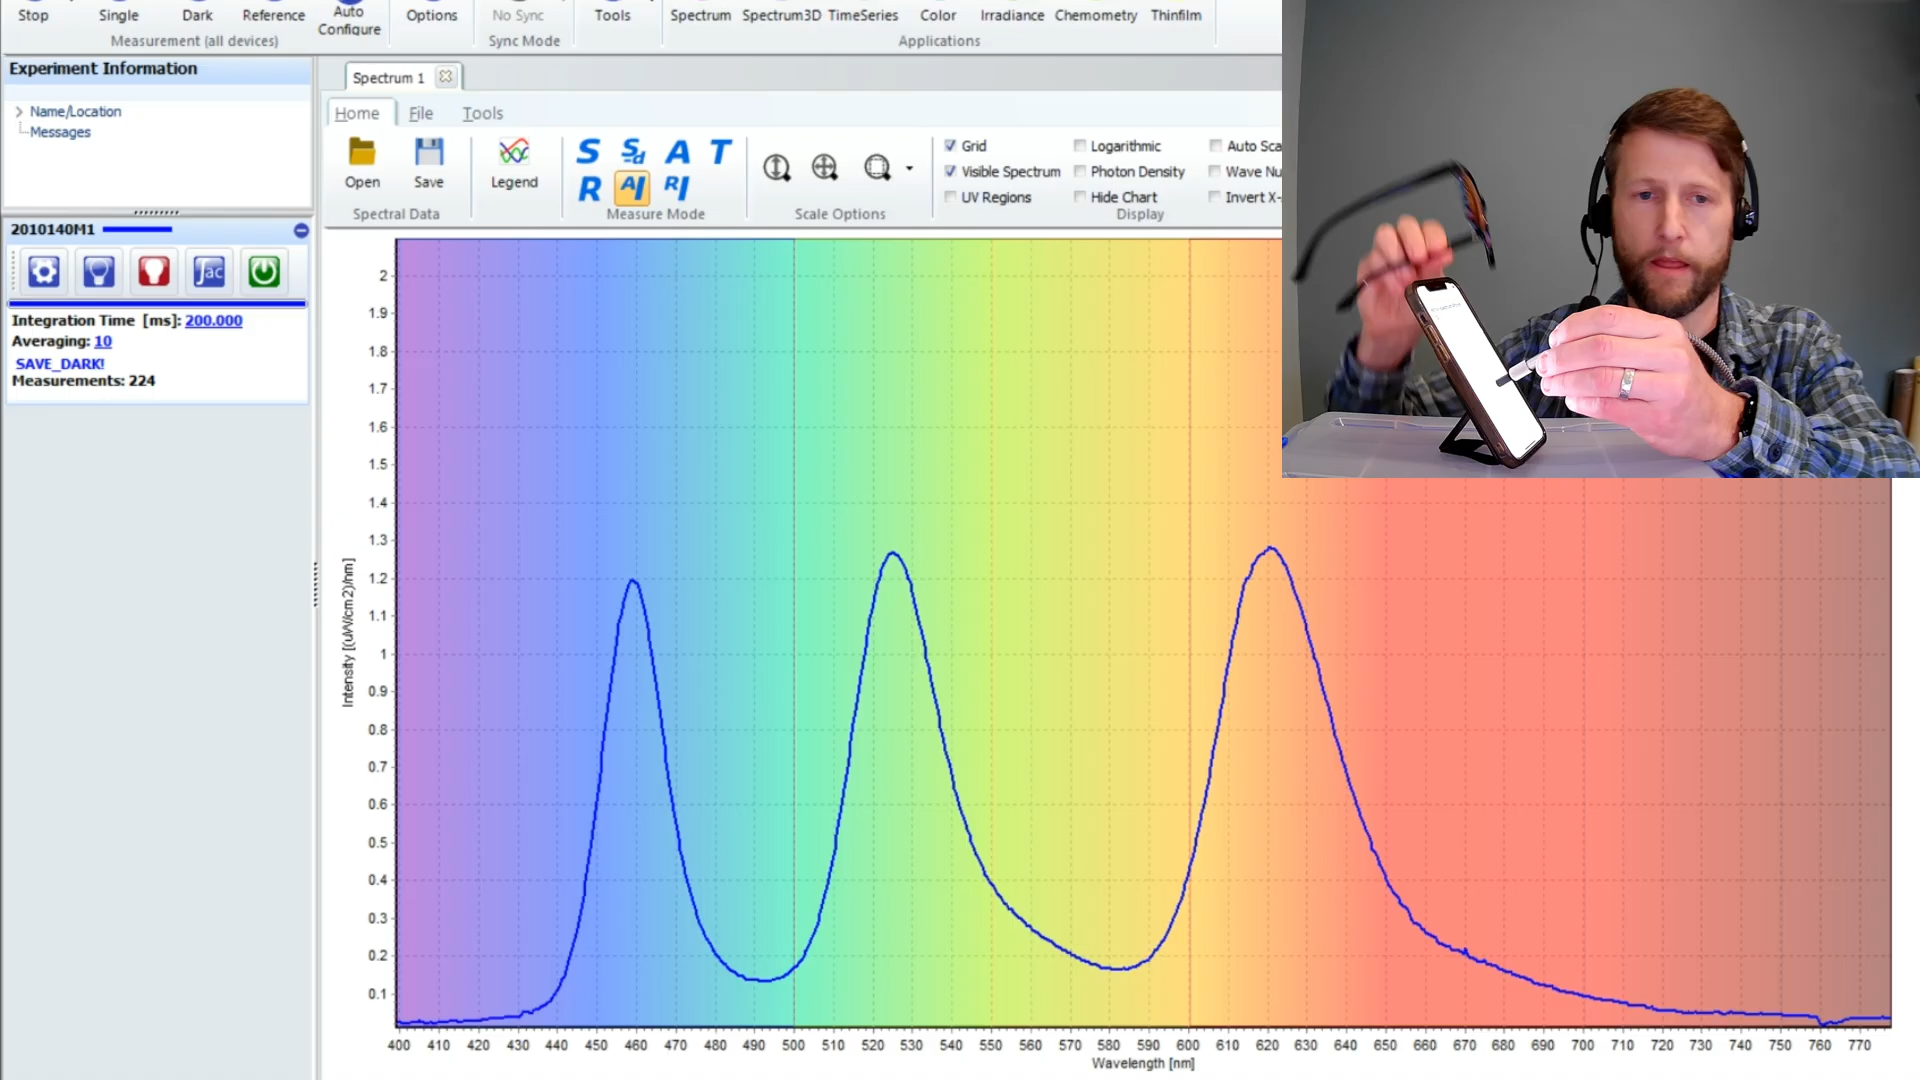 Stop Single Dark Reference Auto Configure Options No Sync Tools Spectrum Spectrum3D TimeSeries Color Irradiance Chemometry Thinfilm
Measurement (all devices) Sync Mode Applications
Experiment Information
Name/Location
Messages
2010140M1
Integration Time [ms]: 200.000
Averaging: 10
SAVE_DARK!
Measurements: 224
Spectrum 1
Home File Tools
Open Save Legend
S Sd A T
R AI RI
Grid Logarithmic Auto Sca
Visible Spectrum Photon Density Wave Nu
UV Regions Hide Chart Invert X-
Spectral Data Measure Mode Scale Options Display
Intensity [(uW/cm2)/nm]
2
1.9
1.8
1.7
1.6
1.5
1.4
1.3
1.2
1.1
1
0.9
0.8
0.7
0.6
0.5
0.4
0.3
0.2
0.1
400 410 420 430 440 450 460 470 480 490 500 510 520 530 540 550 560 570 580 590 600 610 620 630 640 650 660 670 680 690 700 710 720 730 740 750 760 770
Wavelength [nm]